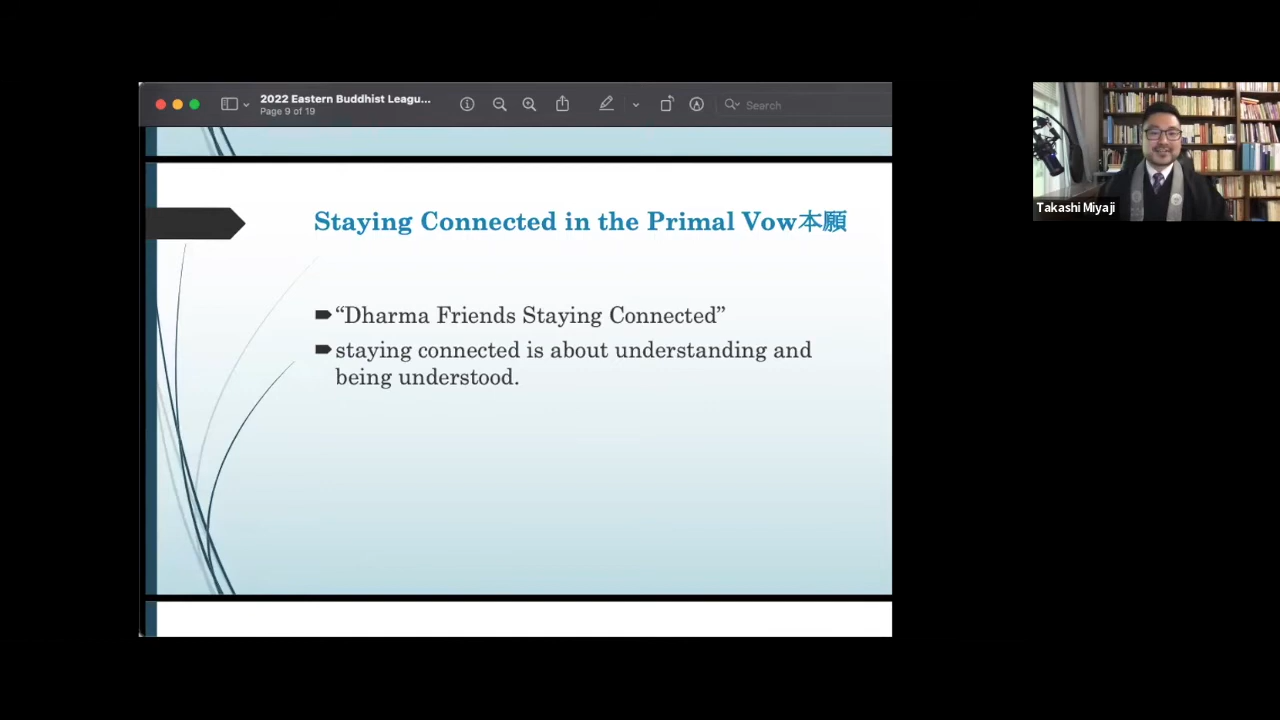 2022 Eastern Buddhist Leagu...
Page 9 of 19
Search
Staying Connected in the Primal Vow本願
“Dharma Friends Staying Connected”
staying connected is about understanding and
being understood.
Takashi Miyaji